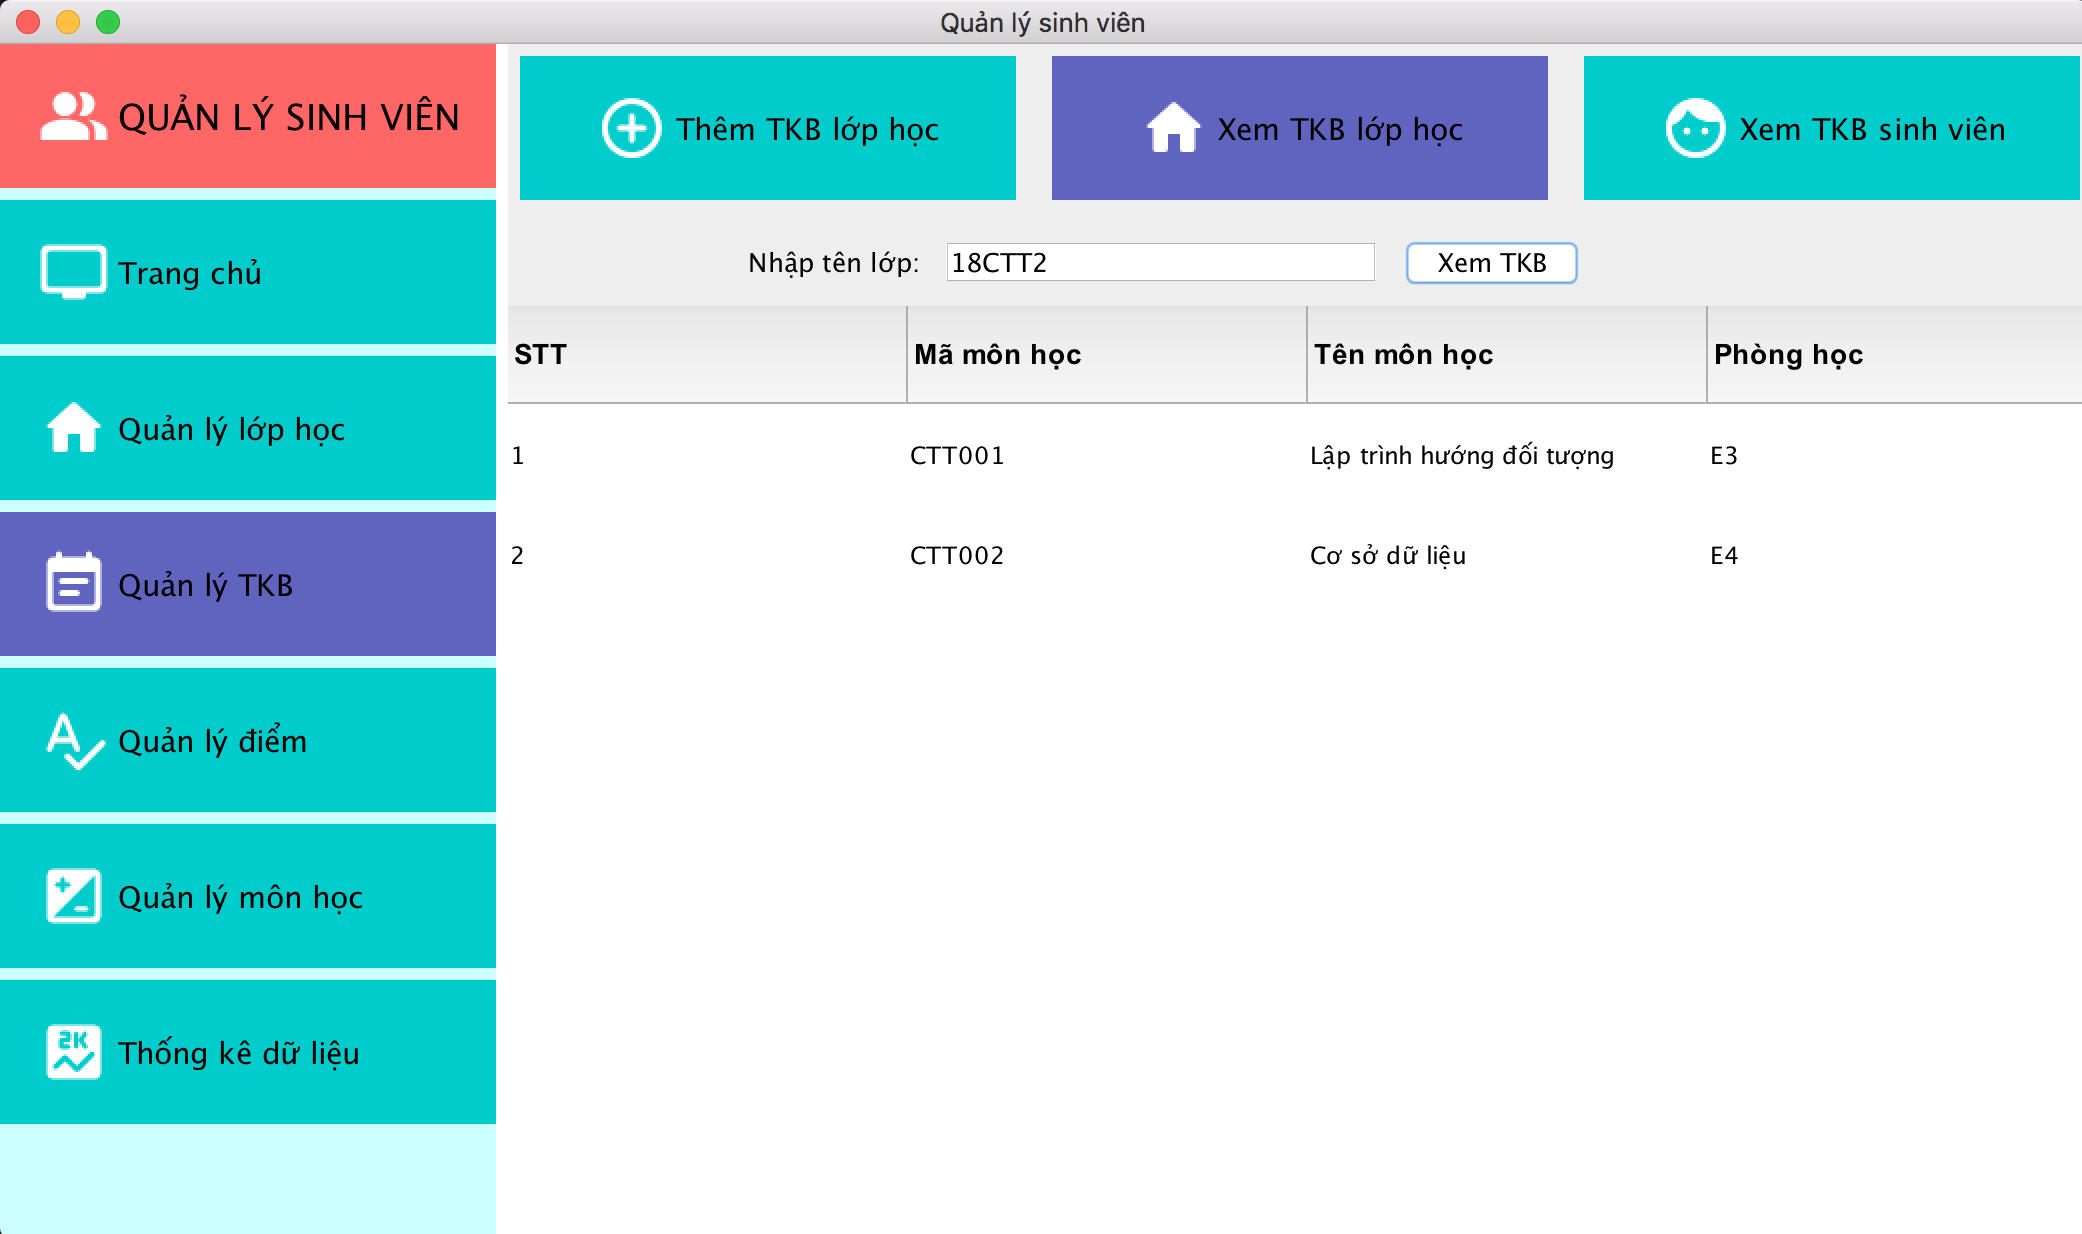 Quản lý sinh viên
QUẢN LÝ SINH VIÊN
Trang chủ
Quản lý lớp học
Quản lý TKB
Quản lý điểm
Quản lý môn học
2K
Thống kê dữ liệu
Thêm TKB lớp học
Xem TKB lớp học
Xem TKB sinh viên
Nhập tên lớp: 18CTT2 Xem TKB
STT Mã môn học Tên môn học Phòng học
1 CTT001 Lập trình hướng đối tượng E3
2 CTT002 Cơ sở dữ liệu E4